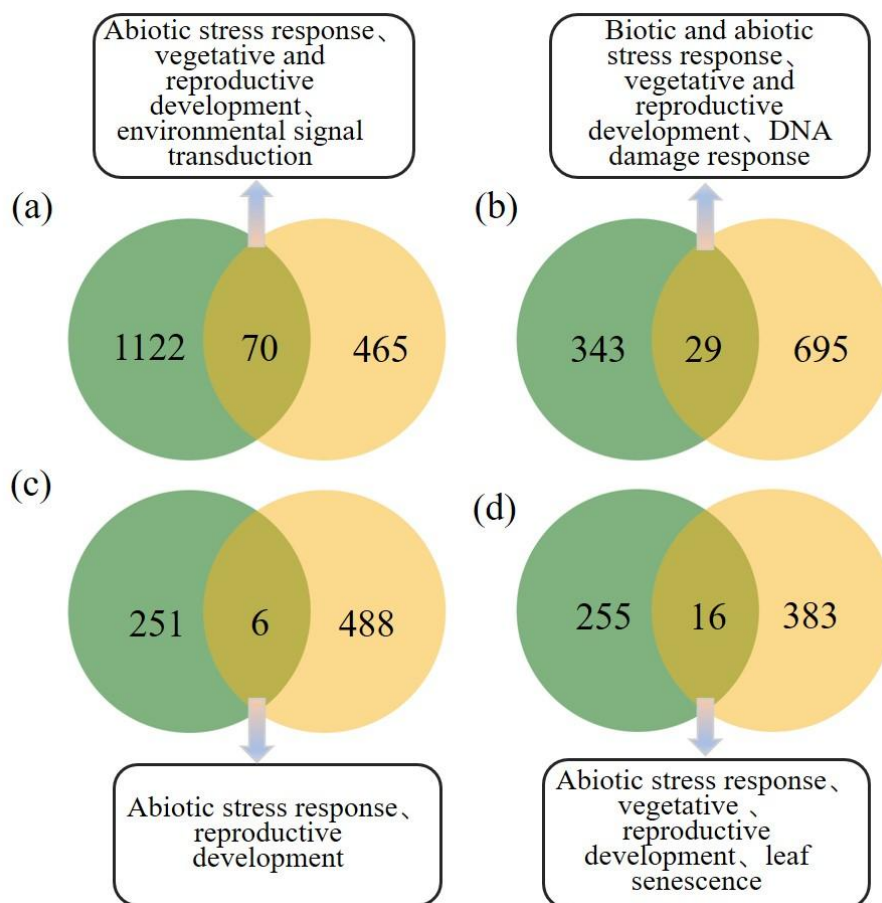 Abiotic stress response、
vegetative and
reproductive
development、
environmental signal
transduction
Biotic and abiotic
stress response、
vegetative and
reproductive
development、DNA
damage response
(a)
1122 70 465
(b)
343 29 695
(c)
251 6 488
(d)
255 16 383
Abiotic stress response、
reproductive
development
Abiotic stress response、
vegetative 、
reproductive
development、leaf
senescence